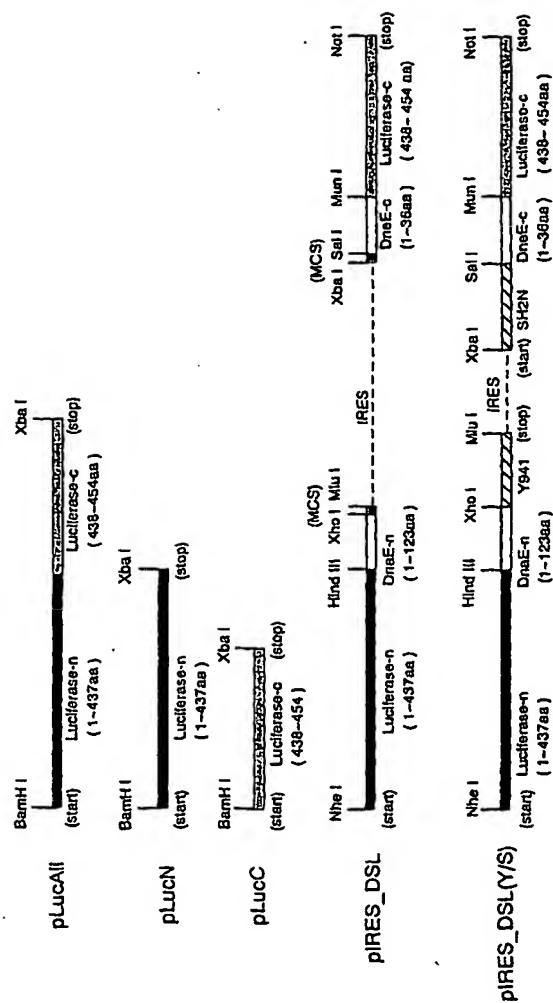 pLucAll
BamH I
Xba I
(start)
Luciferase-n
(1-437aa)
Luciferase-c
(438-454aa)
(stop)
pLucN
BamH I
Xba I
(start)
Luciferase-n
(1-437aa)
(stop)
pLucC
BamH I
Xba I
(start)
Luciferase-c
(438-454)
(stop)
pIRES_DSL
Nhe I
Hind III
(MCS)
Xho I
Mlu I
(MCS)
Xba I
Sal I
Mun I
Not I
(start)
Luciferase-n
(1-437aa)
DnaE-n
(1-123aa)
IRES
DnaE-c
(1-36aa)
Luciferase-c
(438-454 aa)
(stop)
pIRES_DSL(Y/S)
Nhe I
Hind III
Xho I
Mlu I
Xba I
Sal I
Mun I
Not I
(start)
Luciferase-n
(1-437aa)
DnaE-n
(1-123aa)
Y941
(stop)
IRES
(start)
SH2N
DnaE-c
(1-36aa)
Luciferase-c
(438-454aa)
(stop)